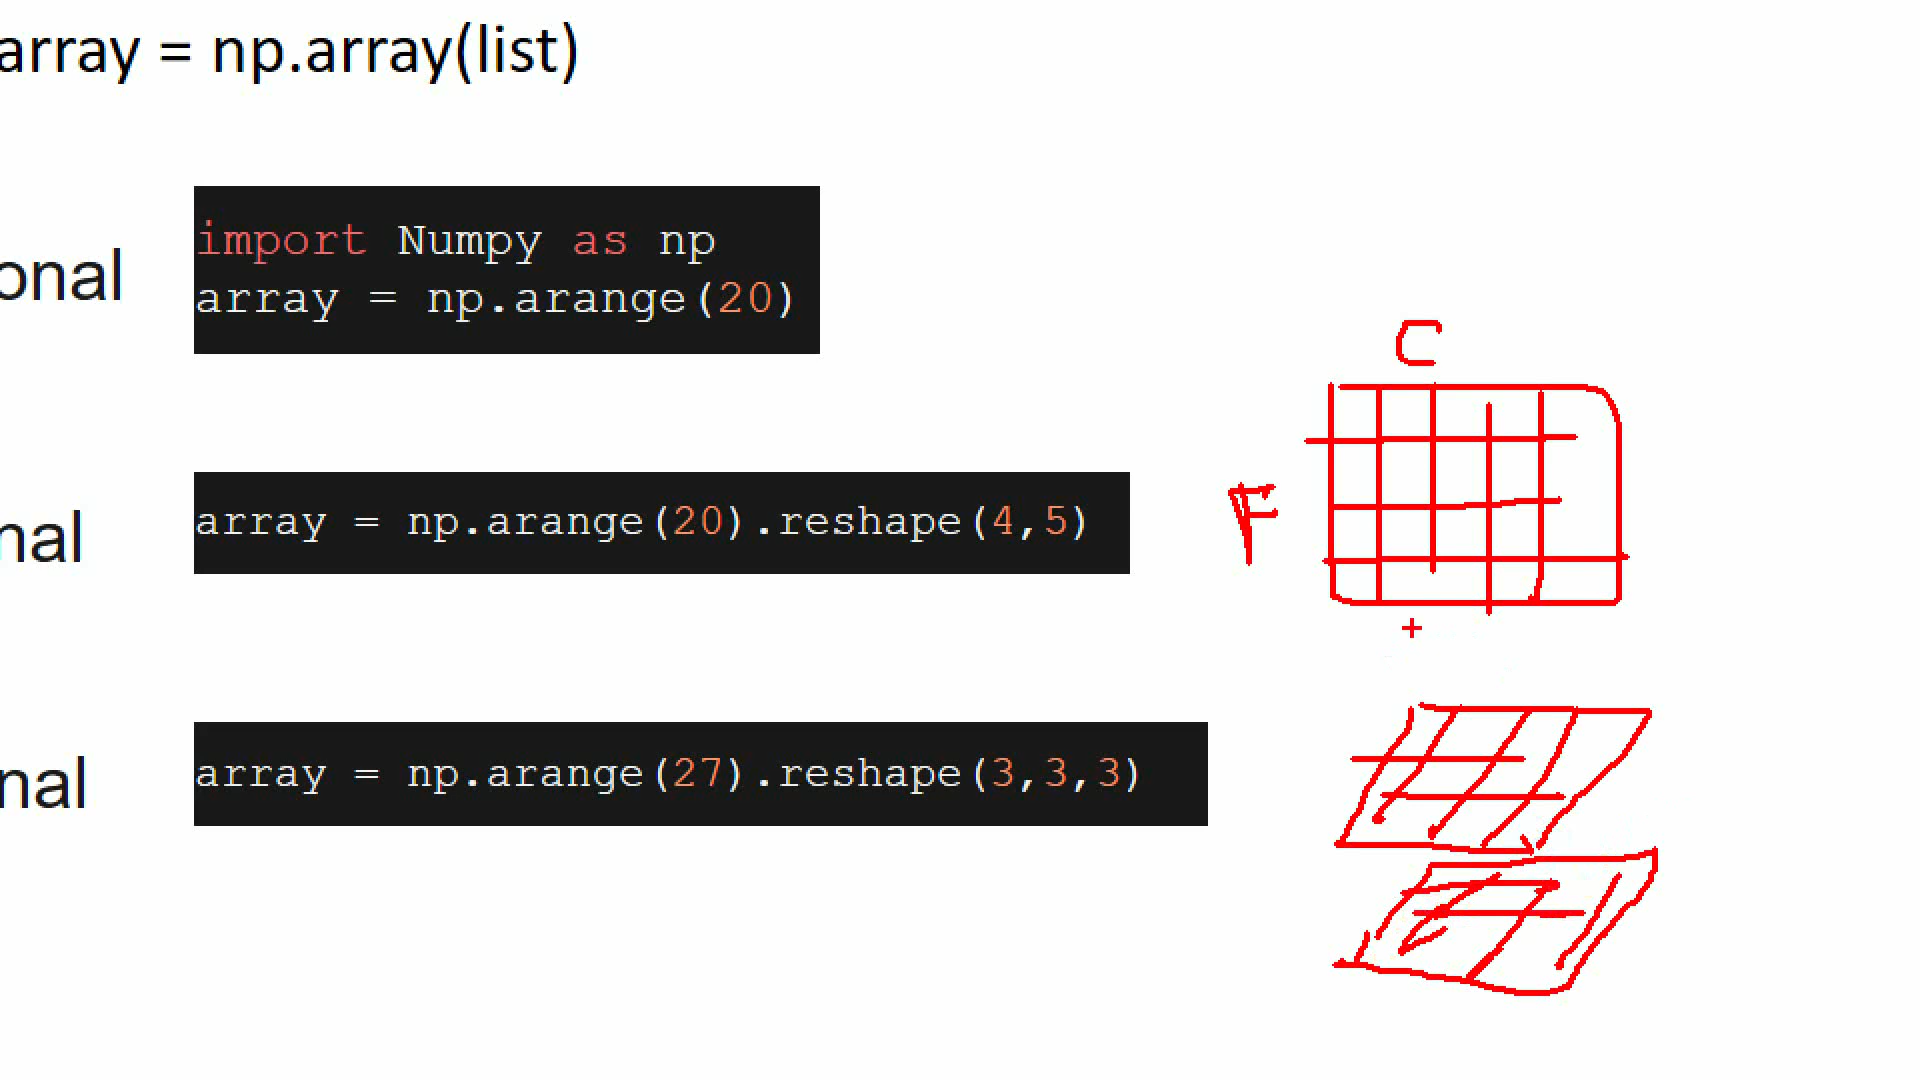 array = np.array(list)
import Numpy as np
onal
array = np.arange(20)
C
nal
array = np.arange(20).reshape(4,5)
F
nal
array = np.arange(27).reshape(3,3,3)